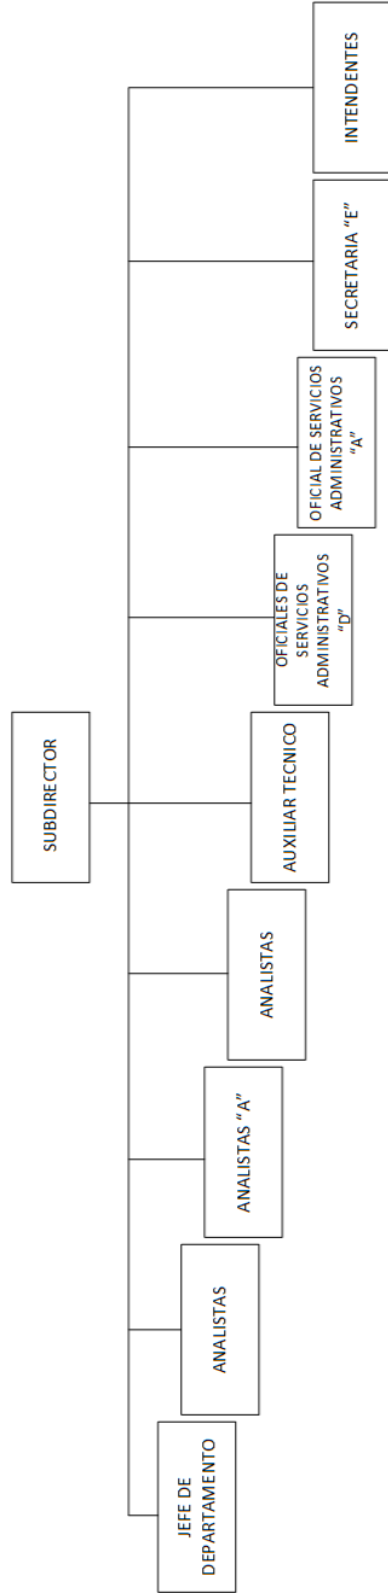 SUBDIRECTOR
JEFE DE
DEPARTAMENTO
ANALISTAS
ANALISTAS “A”
ANALISTAS
AUXILIAR TECNICO
OFICIALES DE
SERVICIOS
ADMINISTRATIVOS
“D”
OFICIAL DE SERVICIOS
ADMINISTRATIVOS
“A”
SECRETARIA “E”
INTENDENTES